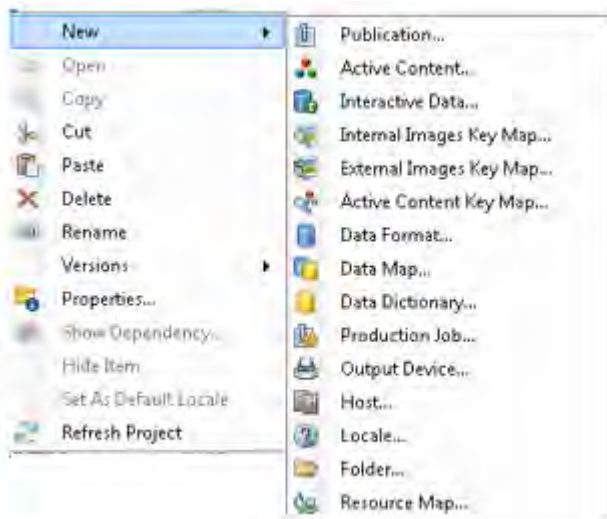 New
Open
Copy
Cut
Paste
Delete
Rename
Versions
Properties...
Show Dependency...
Hide Item
Set As Default Locale
Refresh Project
Publication...
Active Content...
Interactive Data...
Internal Images Key Map...
External Images Key Map...
Active Content Key Map...
Data Format...
Data Map...
Data Dictionary...
Production Job...
Output Device...
Host...
Locale...
Folder...
Resource Map...